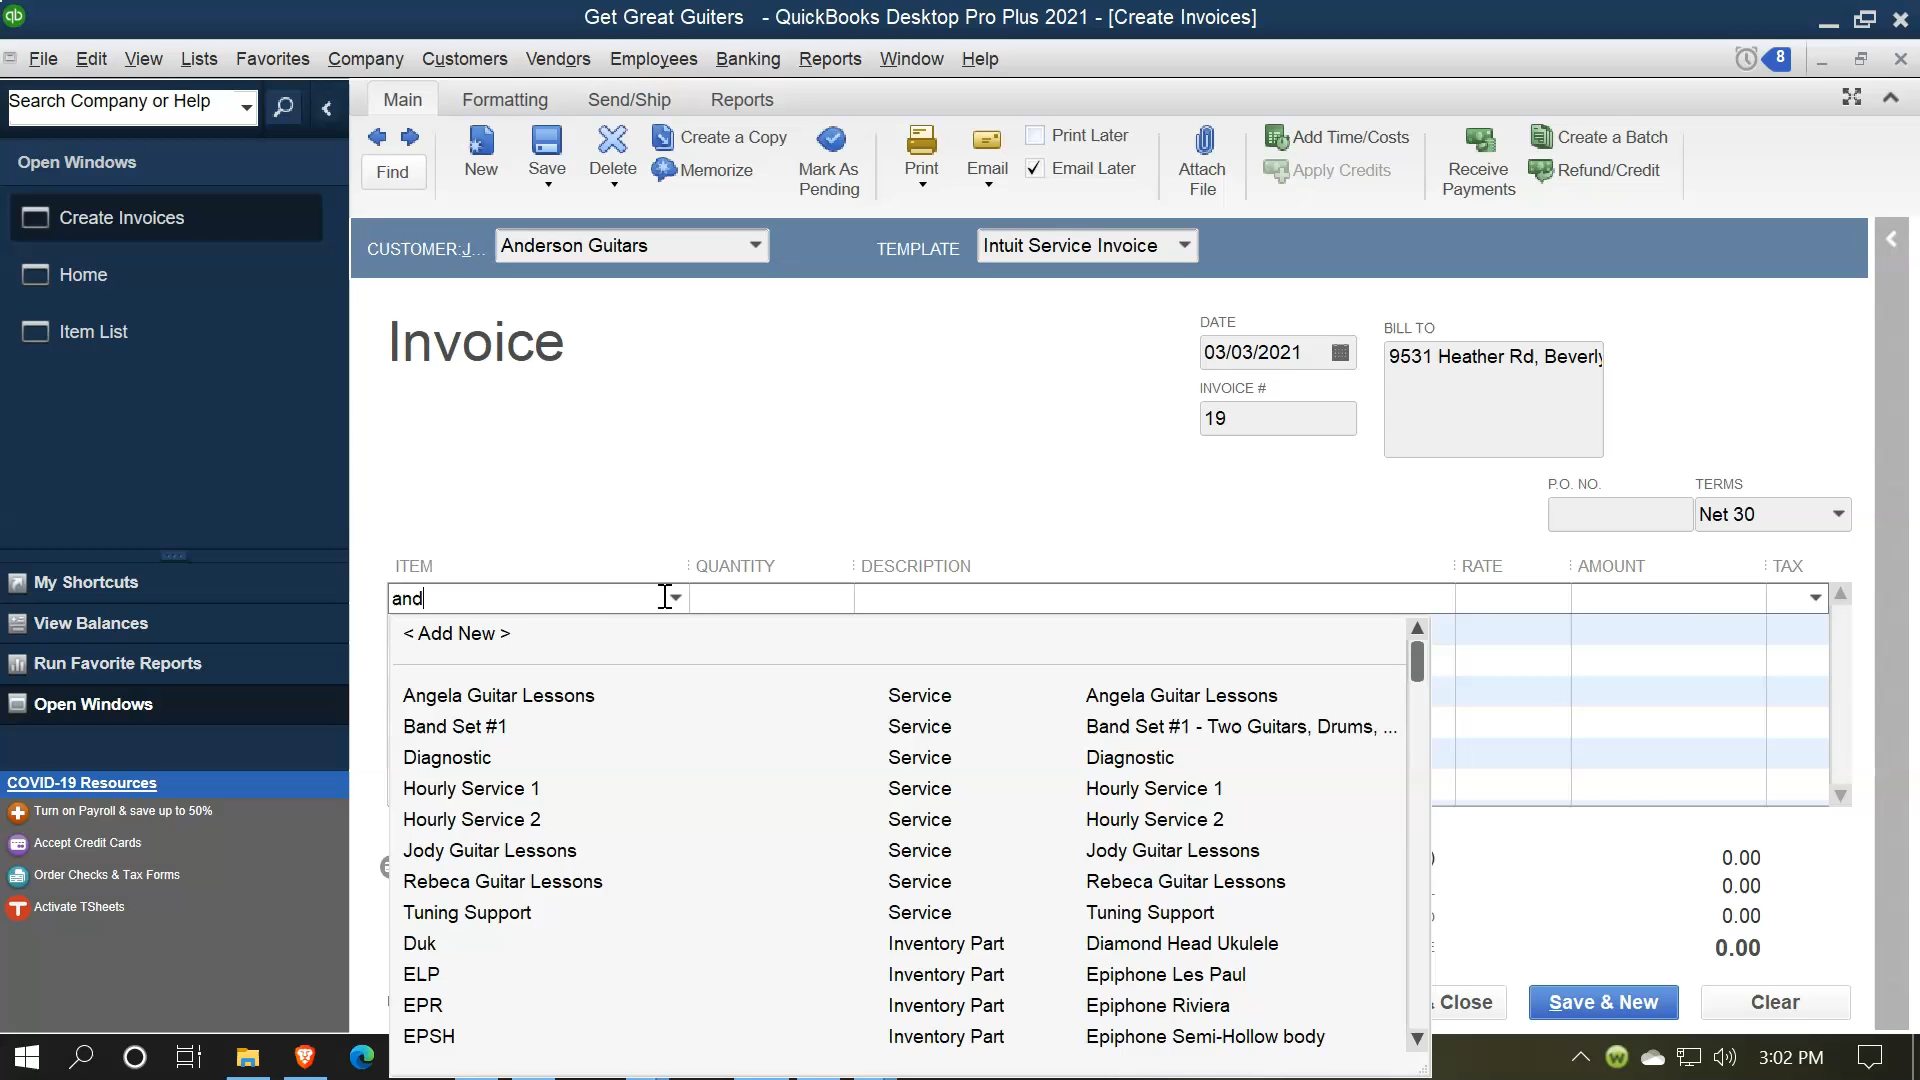 qb
Get Great Guiters - QuickBooks Desktop Pro Plus 2021 - [Create Invoices]
File Edit View Lists Favorites Company Customers Vendors Employees Banking Reports Window Help
8
Search Company or Help
Main Formatting Send/Ship Reports
Find
New
Save
Delete
Create a Copy
Memorize
Mark As
Pending
Print
Email
Print Later
Email Later
Attach
File
Add Time/Costs
Apply Credits
Receive
Payments
Create a Batch
Refund/Credit
Open Windows
Create Invoices
Home
Item List
My Shortcuts
View Balances
Run Favorite Reports
Open Windows
COVID-19 Resources
Turn on Payroll & save up to 50%
Accept Credit Cards
Order Checks & Tax Forms
Activate TSheets
CUSTOMER:J... Anderson Guitars TEMPLATE Intuit Service Invoice
Invoice
DATE
03/03/2021
INVOICE #
19
BILL TO
9531 Heather Rd, Beverly
P.O. NO. TERMS
Net 30
ITEM QUANTITY DESCRIPTION RATE AMOUNT TAX
and
< Add New >
Angela Guitar Lessons Service Angela Guitar Lessons
Band Set #1 Service Band Set #1 - Two Guitars, Drums, ...
Diagnostic Service Diagnostic
Hourly Service 1 Service Hourly Service 1
Hourly Service 2 Service Hourly Service 2
Jody Guitar Lessons Service Jody Guitar Lessons
Rebeca Guitar Lessons Service Rebeca Guitar Lessons
Tuning Support Service Tuning Support
Duk Inventory Part Diamond Head Ukulele
ELP Inventory Part Epiphone Les Paul
EPR Inventory Part Epiphone Riviera
EPSH Inventory Part Epiphone Semi-Hollow body
0.00
0.00
0.00
0.00
& Close Save & New Clear
3:02 PM